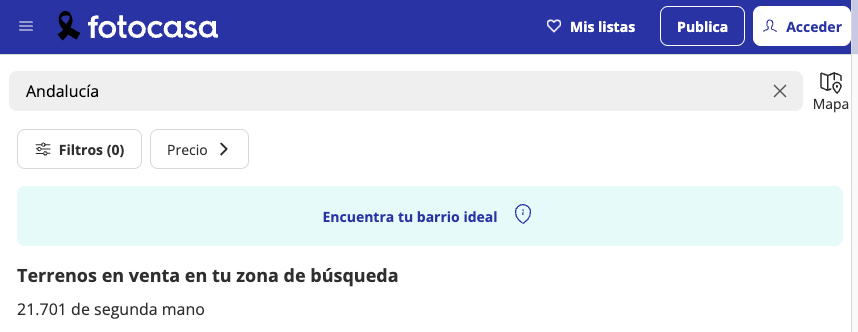 fotocasa
Mis listas
Publica
Acceder
Andalucía
Mapa
Filtros (0)
Precio
Encuentra tu barrio ideal
Terrenos en venta en tu zona de búsqueda
21.701 de segunda mano